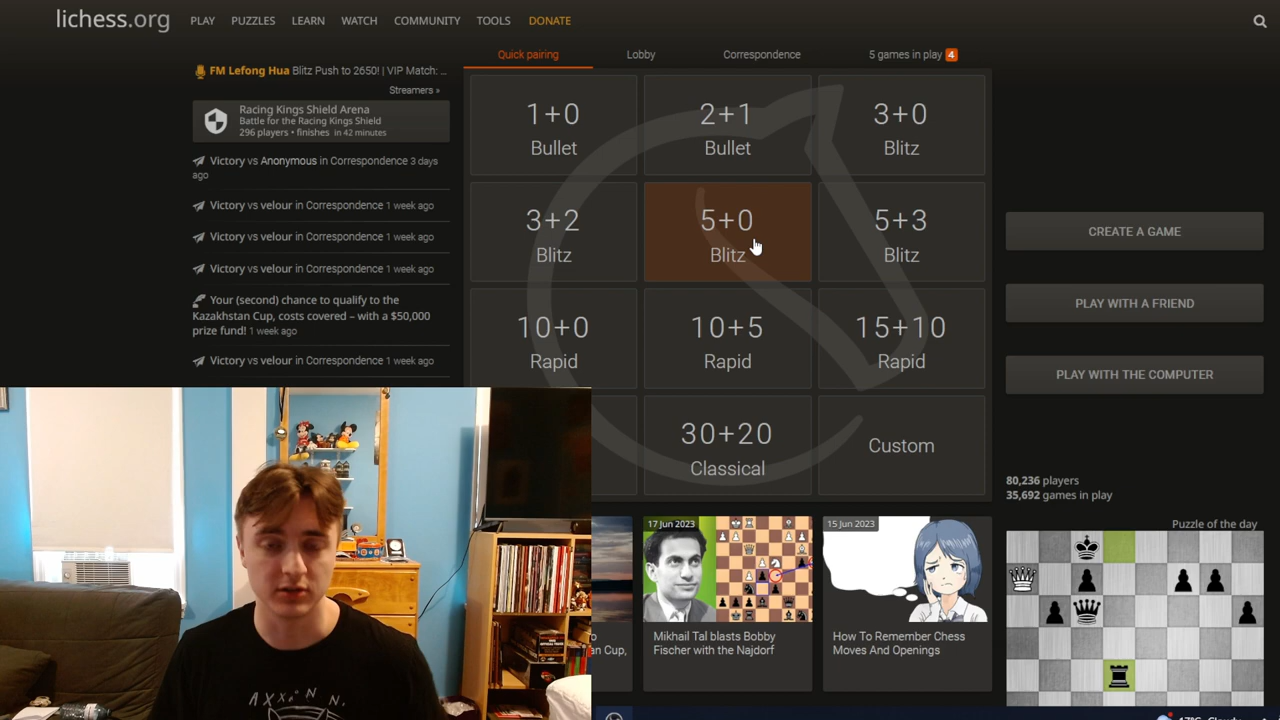 lichess.org
PLAY
PUZZLES
LEARN
WATCH
COMMUNITY
TOOLS
DONATE
Quick pairing
Lobby
Correspondence
5 games in play 4
FM Lefong Hua Blitz Push to 2650! | VIP Match: ...
Streamers »
Racing Kings Shield Arena
Battle for the Racing Kings Shield
296 players • finishes in 42 minutes
Victory vs Anonymous in Correspondence 3 days
ago
Victory vs velour in Correspondence 1 week ago
Victory vs velour in Correspondence 1 week ago
Victory vs velour in Correspondence 1 week ago
Your (second) chance to qualify to the
Kazakhstan Cup, costs covered – with a $50,000
prize fund! 1 week ago
Victory vs velour in Correspondence 1 week ago
1+0
Bullet
2+1
Bullet
3+0
Blitz
3+2
Blitz
5+0
Blitz
5+3
Blitz
10+0
Rapid
10+5
Rapid
15+10
Rapid
30+20
Classical
Custom
CREATE A GAME
PLAY WITH A FRIEND
PLAY WITH THE COMPUTER
80,236 players
35,692 games in play
Puzzle of the day
an Cup,
17 Jun 2023
Mikhail Tal blasts Bobby
Fischer with the Najdorf
15 Jun 2023
How To Remember Chess
Moves And Openings